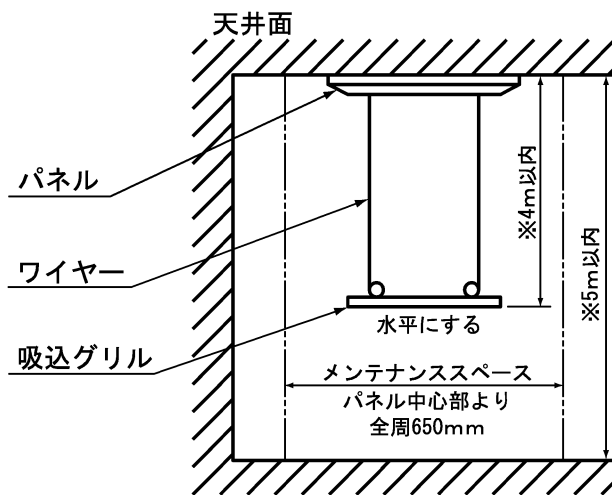 天井面
パネル
ワイヤー
吸込グリル
※4m以内
※5m以内
水平にする
メンテナンススペース
パネル中心部より
全周650mm